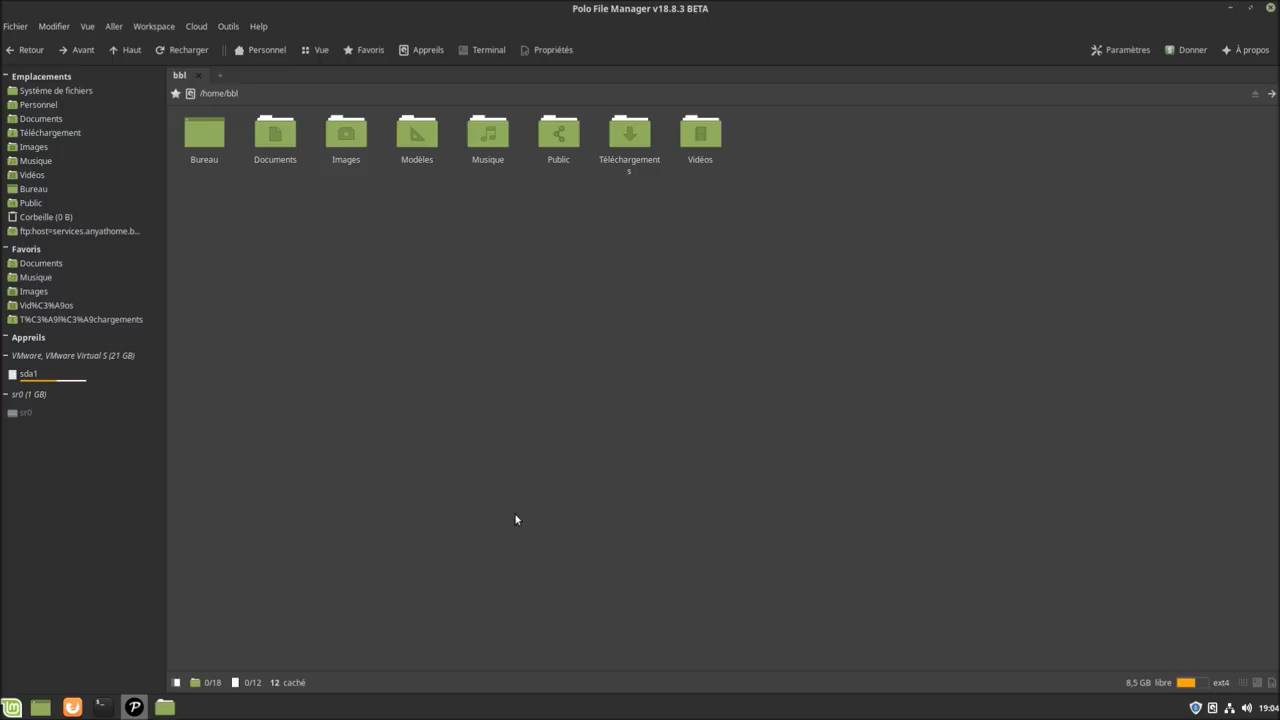 Polo File Manager v18.8.3 BETA
Fichier Modifier Vue Aller Workspace Cloud Outils Help
Retour Avant Haut Recharger Personnel Vue Favoris Appreils Terminal Propriétés Paramètres Donner À propos
Emplacements
Système de fichiers
Personnel
Documents
Téléchargement
Images
Musique
Vidéos
Bureau
Public
Corbeille (0 B)
ftp:host=services.anyathome.b...
Favoris
Documents
Musique
Images
Vid%C3%A9os
T%C3%A9l%C3%A9chargements
Appreils
VMware, VMware Virtual S (21 GB)
sda1
sr0 (1 GB)
sr0
bbl
/home/bbl
Bureau Documents Images Modèles Musique Public Téléchargement
s Vidéos
0/18 0/12 12 caché 8,5 GB libre ext4
19:04